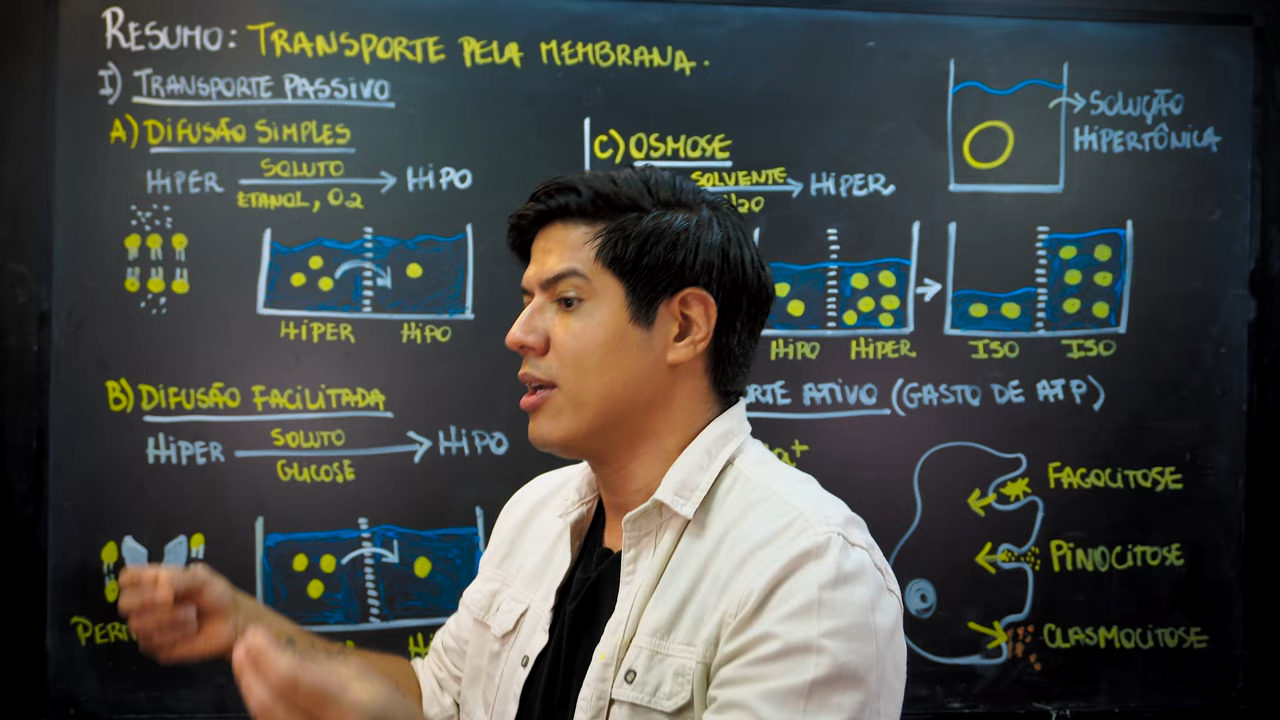 RESUMO: TRANSPORTE PELA MEMBRANA.
I) TRANSPORTE PASSIVO
A) DIFUSÃO SIMPLES
HIPER SOLUTO HIPO
ETANOL, O2
HIPER HIPO
B) DIFUSÃO FACILITADA
HIPER SOLUTO HIPO
GLICOSE
C) OSMOSE
SOLVENTE HIPER
SOLUÇÃO
HIPERTÔNICA
HIPO HIPER ISO ISO
ATIVO (GASTO DE ATP)
FAGOCITOSE
PINOCITOSE
CLASMOCITOSE